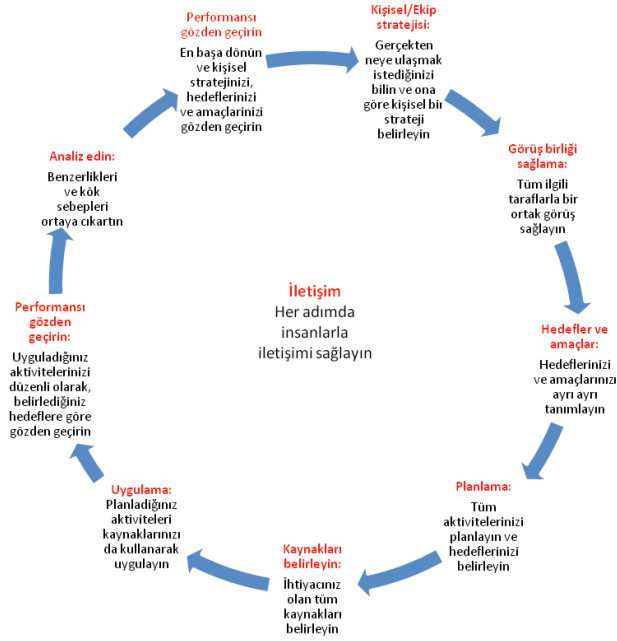 Performansı
gözden geçirin
En başa dönün
ve kişisel
stratejinizi,
hedeflerinizi
ve amaçlarinizi
gözden geçirin
Kişisel/Ekip
stratejisi:
Gerçekten
neye ulaşmak
istediğinizi
bilin ve ona
göre kişisel bir
strateji
belirleyin
Görüş birliği
sağlama:
Tüm ilgili
taraflarla bir
ortak görüş
sağlayın
Hedefler ve
amaçlar:
Hedeflerinizi
ve amaçlarınızı
ayrı ayrı
tanımlayın
Planlama:
Tüm
aktivitelerinizi
planlayın ve
hedeflerinizi
belirleyin
Kaynakları
belirleyin:
İhtiyacınız
olan tüm
kaynakları
belirleyin
Uygulama:
Planladığınız
aktiviteleri
kaynaklarınızı
da kullanarak
uygulayın
Performansı
gözden
geçirin:
Uyguladığınız
aktivitelerinizi
düzenli olarak,
belirlediğiniz
hedeflere göre
gözden geçirin
Analiz edin:
Benzerlikleri
ve kök
sebepleri
ortaya cıkartın
İletişim
Her adımda
insanlarla
iletişimi sağlayın